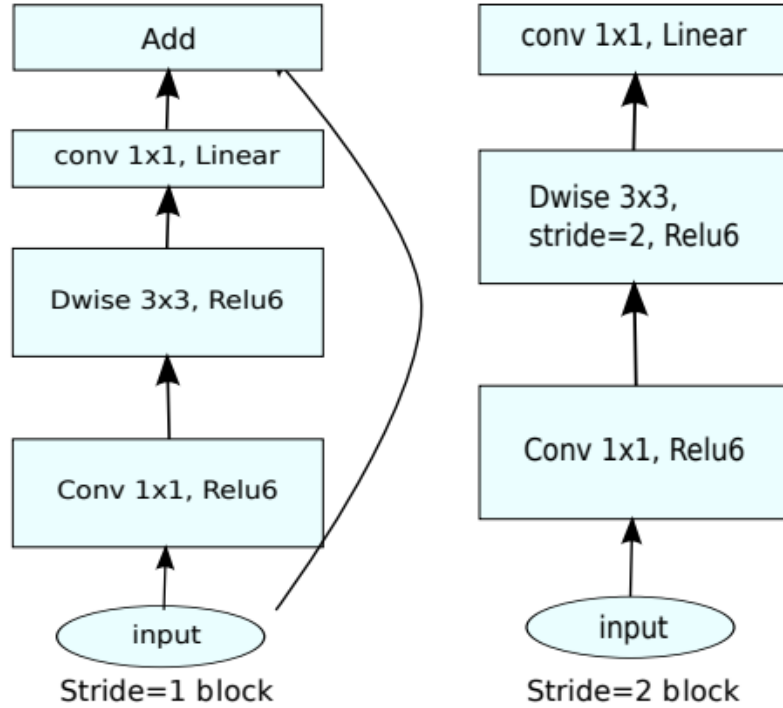 Add
conv 1x1, Linear
Dwise 3x3, Relu6
Conv 1x1, Relu6
input
Stride=1 block
conv 1x1, Linear
Dwise 3x3,
stride=2, Relu6
Conv 1x1, Relu6
input
Stride=2 block